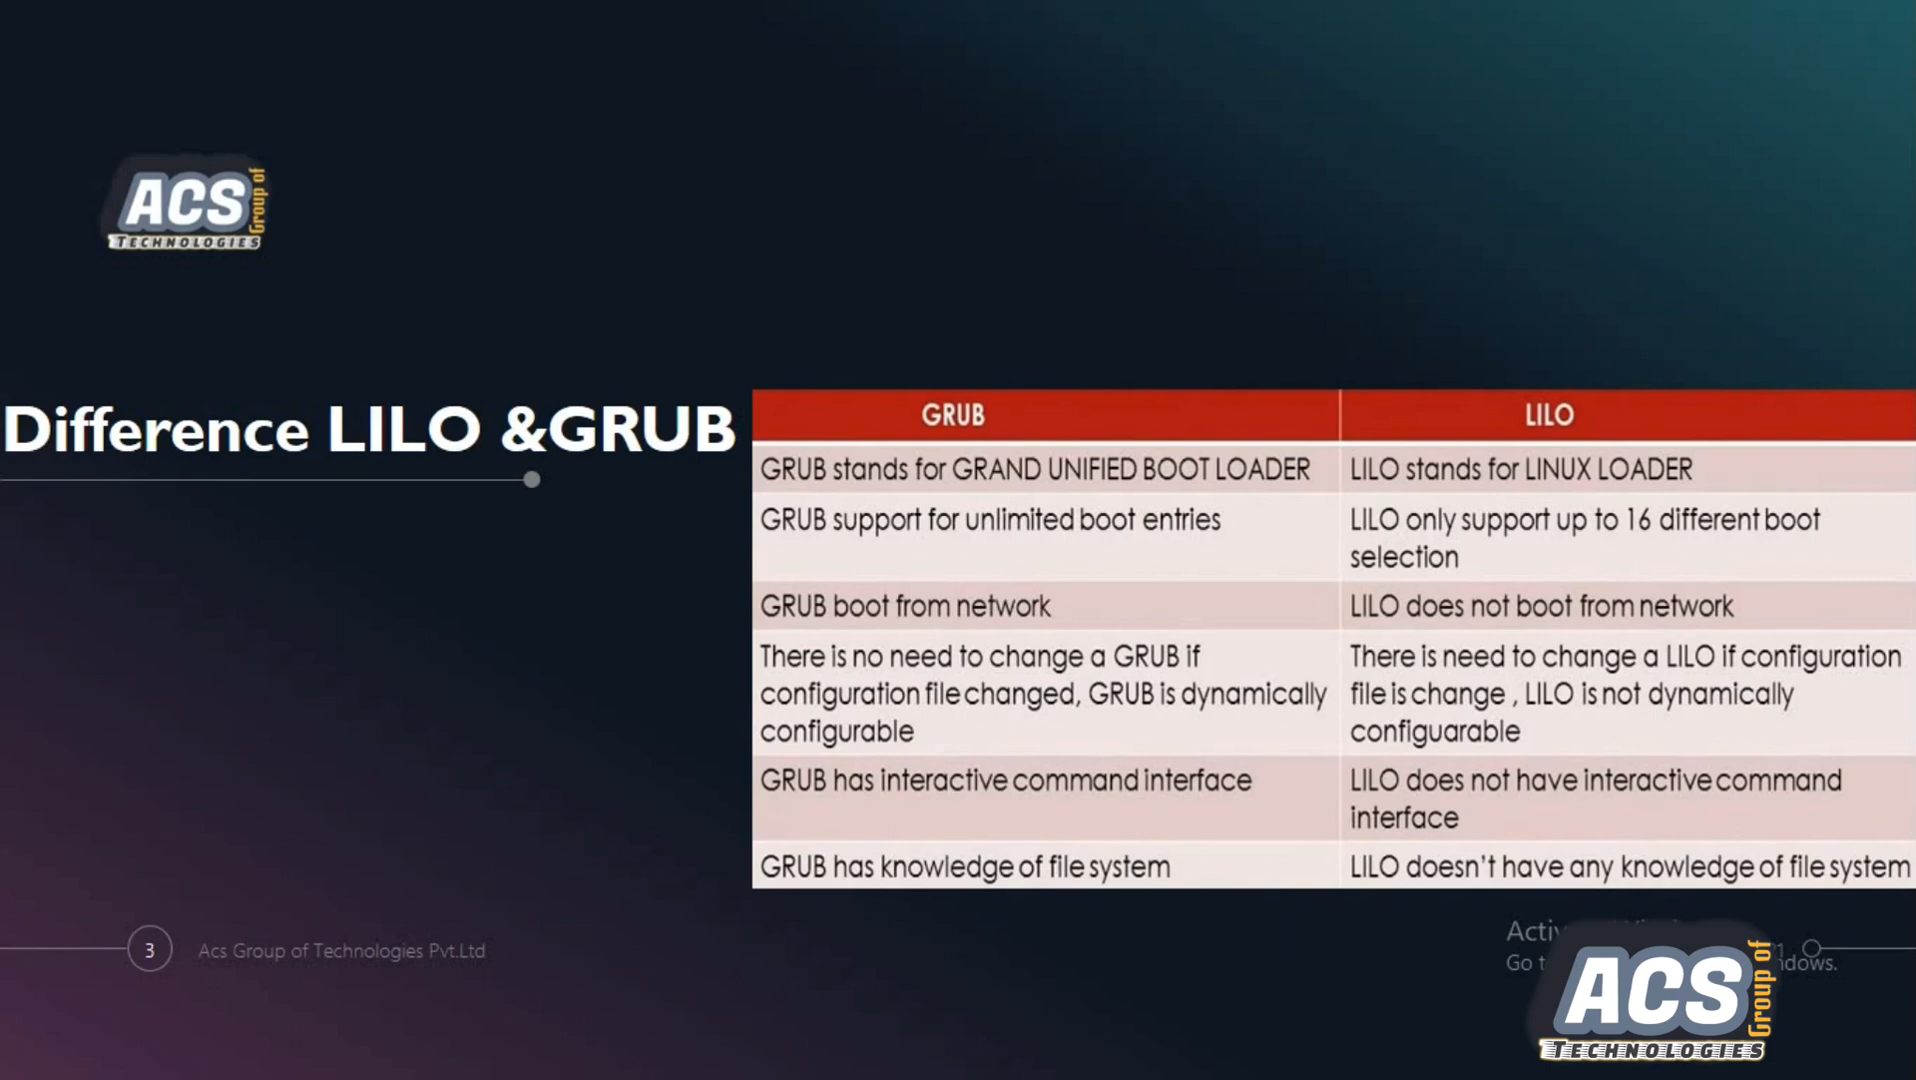 ACS
Group of
TECHNOLOGIES
Difference LILO &GRUB
GRUB
LILO
GRUB stands for GRAND UNIFIED BOOT LOADER
LILO stands for LINUX LOADER
GRUB support for unlimited boot entries
LILO only support up to 16 different boot
selection
GRUB boot from network
LILO does not boot from network
There is no need to change a GRUB if
configuration file changed, GRUB is dynamically
configurable
There is need to change a LILO if configuration
file is change , LILO is not dynamically
configuarable
GRUB has interactive command interface
LILO does not have interactive command
interface
GRUB has knowledge of file system
LILO doesn't have any knowledge of file system
3
Acs Group of Technologies Pvt.Ltd
Go
ACS
Group of
TECHNOLOGIES